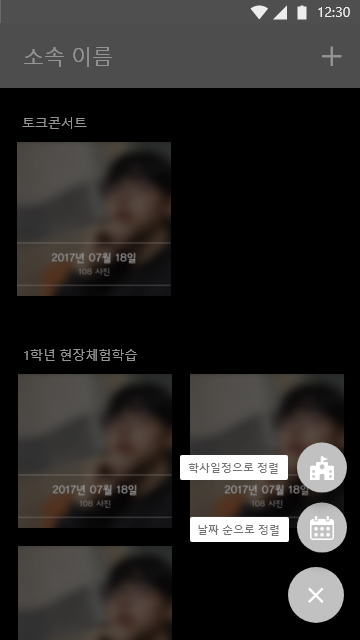 12:30
소속 이름
토크콘서트
2017년 07월 18일
108 사진
1학년 현장체험학습
2017년 07월 18일
108 사진
2017년 07월 18일
108 사진
학사일정으로 정렬
날짜 순으로 정렬